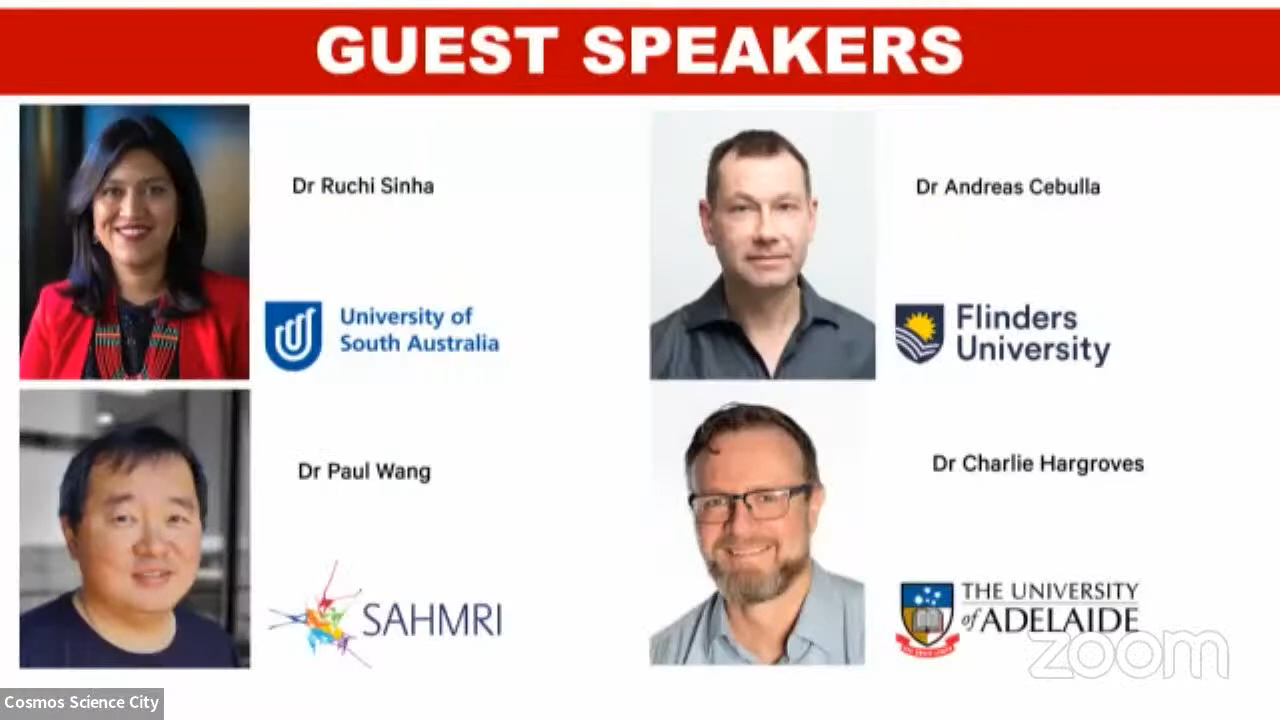 GUEST SPEAKERS
Dr Ruchi Sinha
University of
South Australia
Dr Andreas Cebulla
Flinders
University
Dr Paul Wang
SAHMRI
Dr Charlie Hargroves
THE UNIVERSITY
of ADELAIDE
zoom
Cosmos Science City